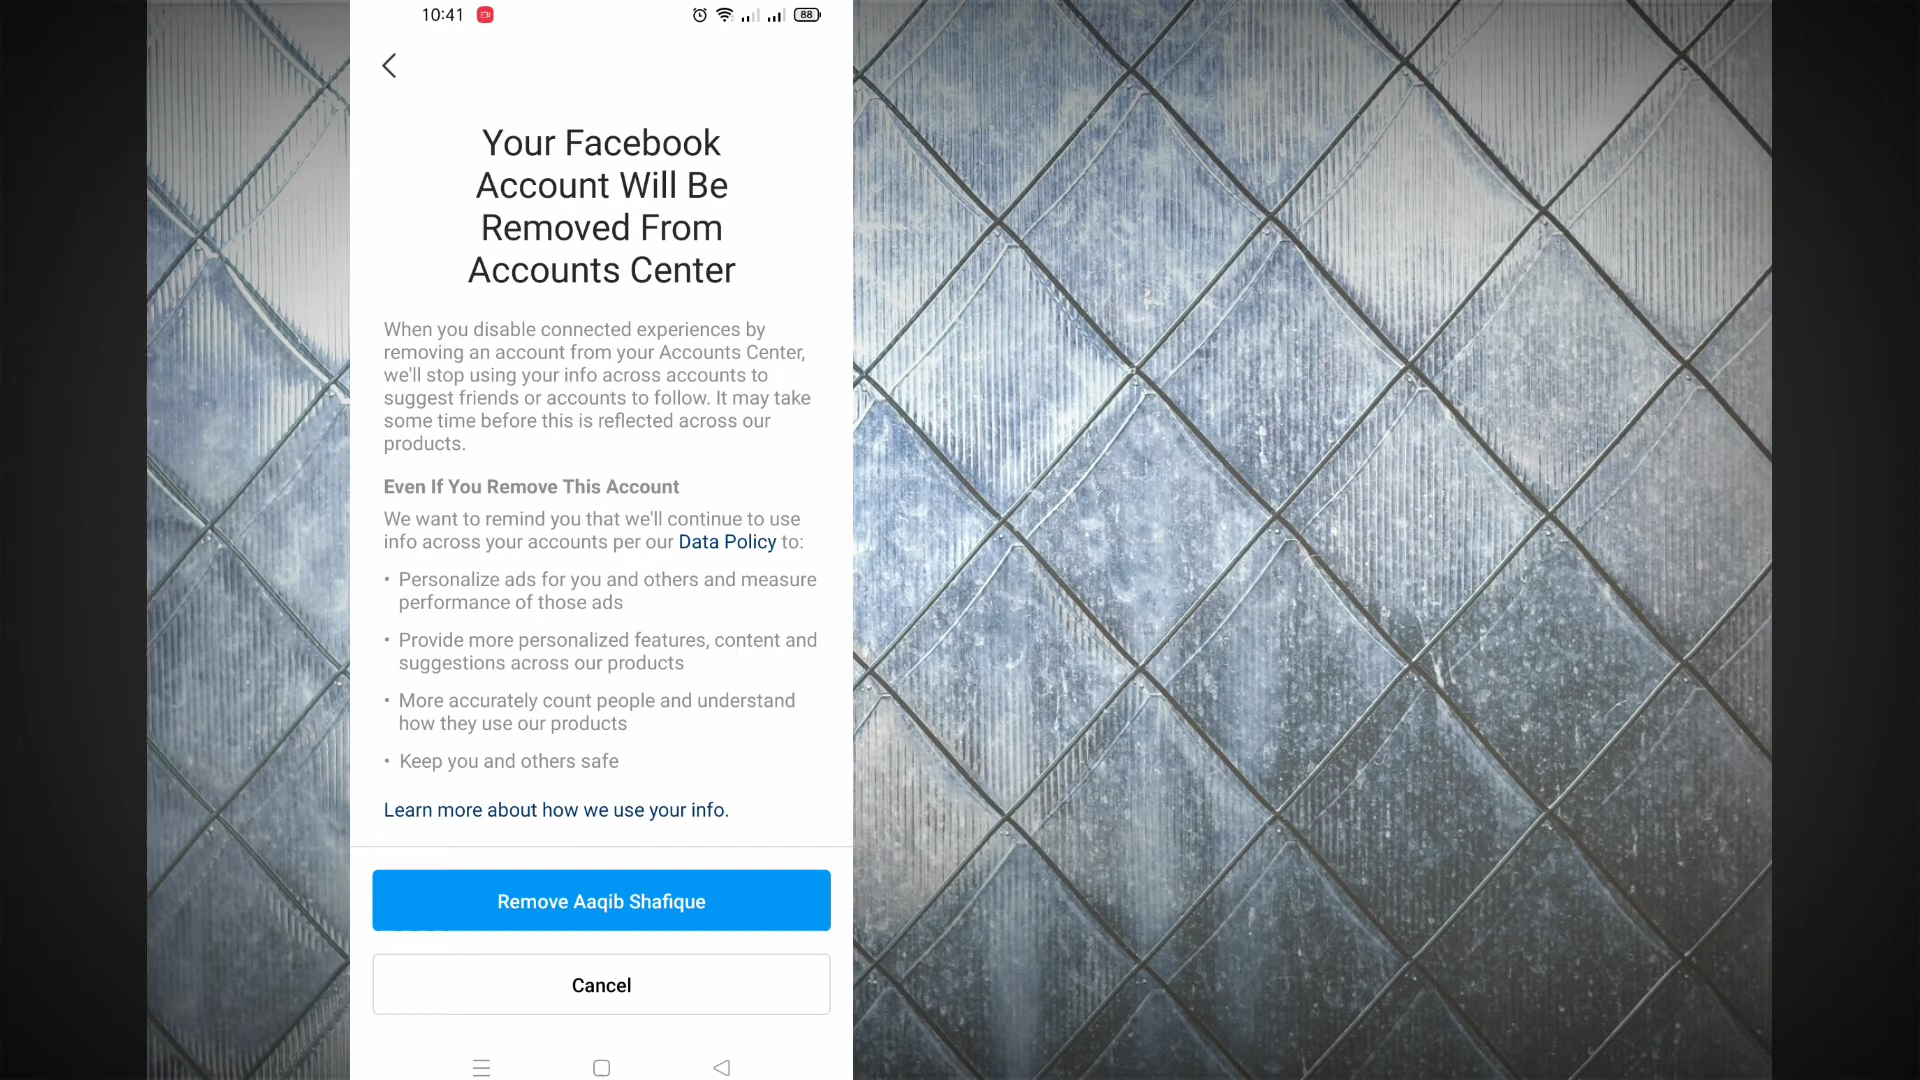 10:41
88
Your Facebook
Account Will Be
Removed From
Accounts Center
When you disable connected experiences by
removing an account from your Accounts Center,
we'll stop using your info across accounts to
suggest friends or accounts to follow. It may take
some time before this is reflected across our
products.
Even If You Remove This Account
We want to remind you that we'll continue to use
info across your accounts per our Data Policy to:
• Personalize ads for you and others and measure
performance of those ads
• Provide more personalized features, content and
suggestions across our products
• More accurately count people and understand
how they use our products
• Keep you and others safe
Learn more about how we use your info.
Remove Aaqib Shafique
Cancel